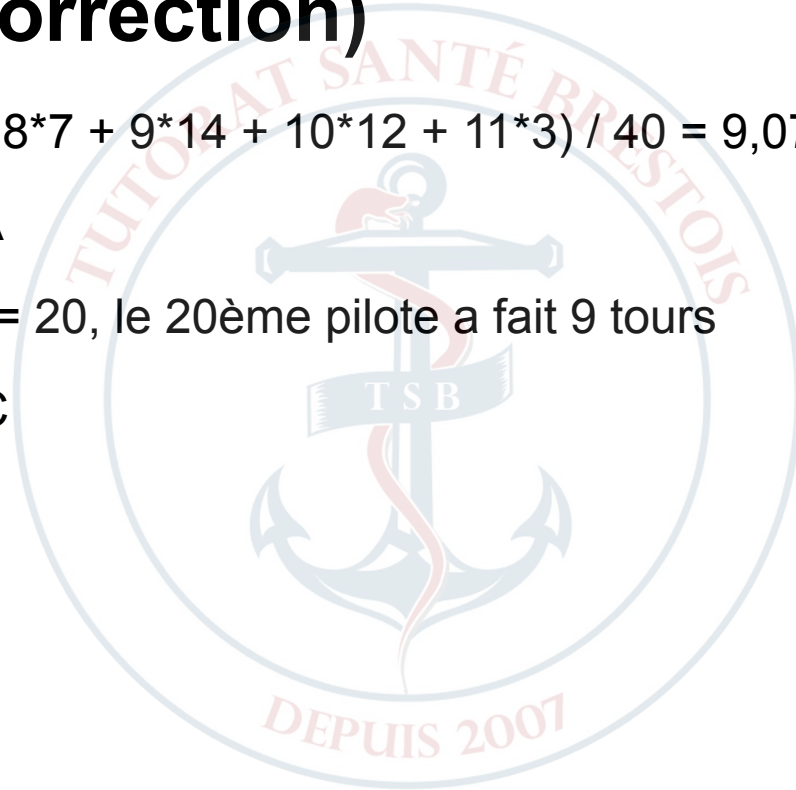 orrection)
8*7 + 9*14 + 10*12 + 11*3) / 40 = 9,07
= 20, le 20ème pilote a fait 9 tours
TUTORAT SANTÉ BRESTOIS
TSB
DEPUIS 2007